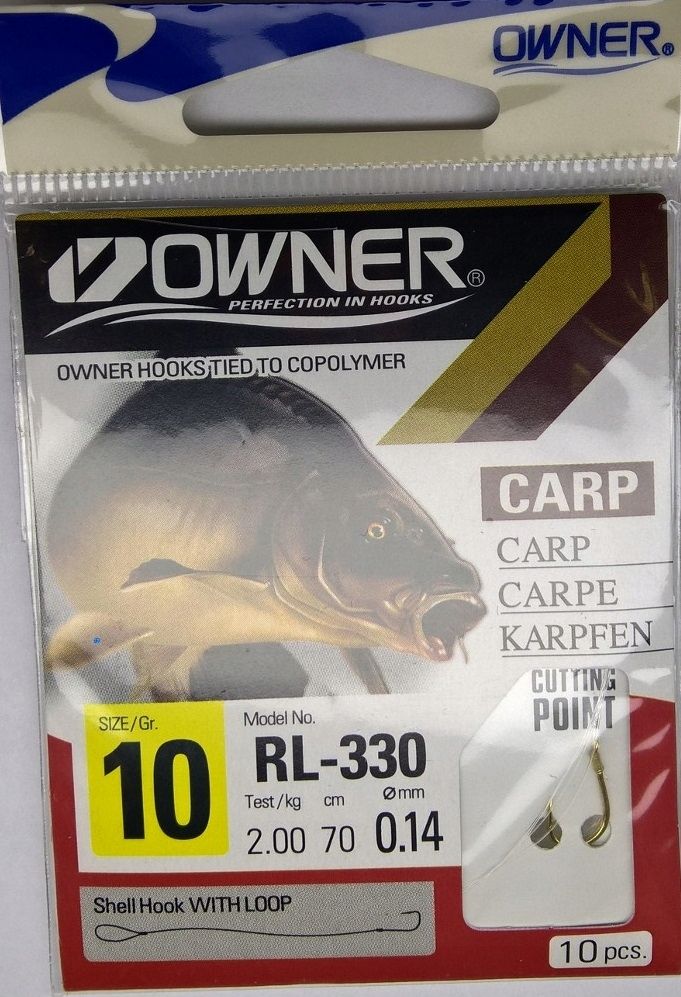 OWNER®
OWNER®
PERFECTION IN HOOKS
OWNER HOOKS TIED TO COPOLYMER
CARP
CARP
CARPE
KARPFEN
CUTTING
POINT
SIZE/Gr.
10
Model No.
RL-330
Test/kg cm Ømm
2.00 70 0.14
Shell Hook WITH LOOP
10 pcs.